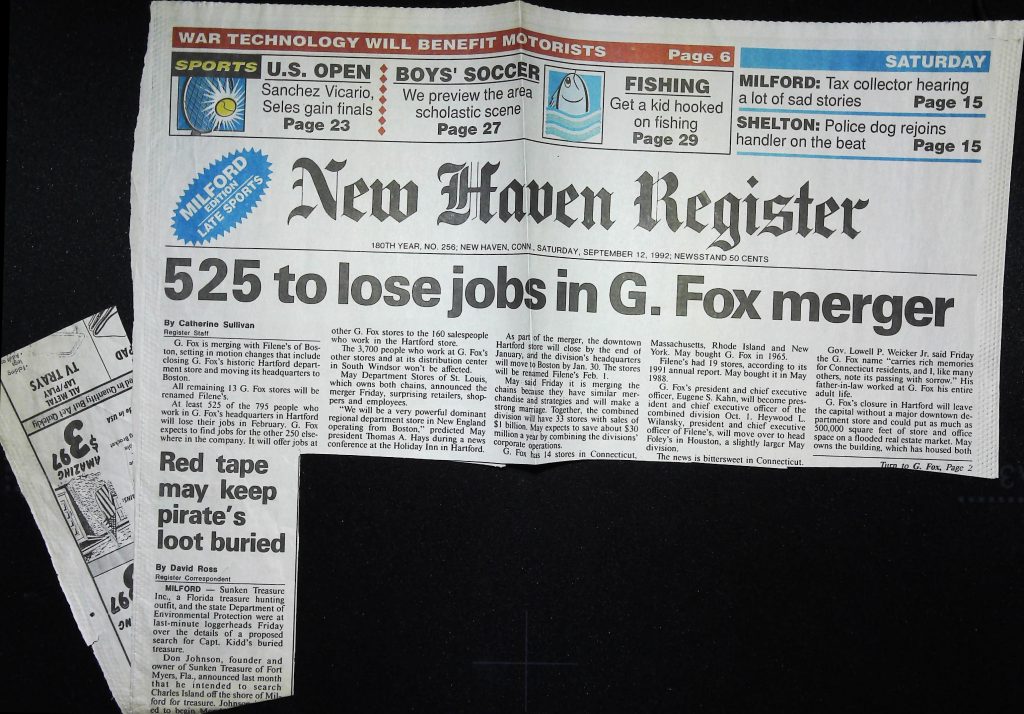 WAR TECHNOLOGY WILL BENEFIT MOTORISTS Page 6
SPORTS
U.S. OPEN
Sanchez Vicario,
Seles gain finals
Page 23
BOYS' SOCCER
We preview the area
scholastic scene
Page 27
FISHING
Get a kid hooked
on fishing
Page 29
SATURDAY
MILFORD: Tax collector hearing
a lot of sad stories Page 15
SHELTON: Police dog rejoins
handler on the beat Page 15
MILFORD
EDITION
LATE SPORTS
New Haven Register
180TH YEAR, NO. 256; NEW HAVEN, CONN., SATURDAY, SEPTEMBER 12, 1992; NEWSSTAND 50 CENTS
525 to lose jobs in G. Fox merger
By Catherine Sullivan
Register Staff
G. Fox is merging with Filene's of Bos-
ton, setting in motion changes that include
closing G. Fox's historic Hartford depart-
ment store and moving its headquarters to
Boston.
All remaining 13 G. Fox stores will be
renamed Filene's.
At least 525 of the 795 people who
work in G. Fox's headquarters in Hartford
will lose their jobs in February. G. Fox
expects to find jobs for the other 250 else-
where in the company. It will offer jobs at
other G. Fox stores to the 160 salespeople
who work in the Hartford store.
The 3,700 people who work at G. Fox's
other stores and at its distribution center
in South Windsor won't be affected.
May Department Stores of St. Louis,
which owns both chains, announced the
merger Friday, surprising retailers, shop-
pers and employees.
"We will be a very powerful dominant
regional department store in New England
operating from Boston," predicted May
president Thomas A. Hays during a news
conference at the Holiday Inn in Hartford.
As part of the merger, the downtown
Hartford store will close by the end of
January, and the division's headquarters
will move to Boston by Jan. 30. The stores
will be renamed Filene's Feb. 1.
May said Friday it is merging the
chains because they have similar mer-
chandise and strategies and will make a
strong marriage. Together, the combined
division will have 33 stores with sales of
$1 billion. May expects to save about $30
million a year by combining the divisions'
corporate operations.
G. Fox has 14 stores in Connecticut,
Massachusetts, Rhode Island and New
York. May bought G. Fox in 1965.
Filene's had 19 stores, according to its
1991 annual report. May bought it in May
1988.
G. Fox's president and chief executive
officer, Eugene S. Kahn, will become pres-
ident and chief executive officer of the
combined division Oct. 1. Heywood L.
Wilansky, president and chief executive
officer of Filene's, will move over to head
Foley's in Houston, a slightly larger May
division.
The news is bittersweet in Connecticut.
Gov. Lowell P. Weicker Jr. said Friday
the G. Fox name "carries rich memories
for Connecticut residents, and I, like many
others, note its passing with sorrow." His
father-in-law worked at G. Fox his entire
adult life.
G. Fox's closure in Hartford will leave
the capital without a major downtown de-
partment store and could put as much as
500,000 square feet of store and office
space on a flooded real estate market. May
owns the building, which has housed both
Turn to G. Fox, Page 2
Red tape
may keep
pirate's
loot buried
By David Ross
Register Correspondent
MILFORD — Sunken Treasure
Inc., a Florida treasure hunting
outfit, and the state Department of
Environmental Protection were at
last-minute loggerheads Friday
over the details of a proposed
search for Capt. Kidd's buried
treasure.
Don Johnson, founder and
owner of Sunken Treasure of Fort
Myers, Fla., announced last month
that he intended to search
Charles Island off the shore of Mil-
ford for treasure. Johnson
ed to begin
ALL METAL
LAP/PLAY
TV TRAYS
$3.97
AMAZING
97